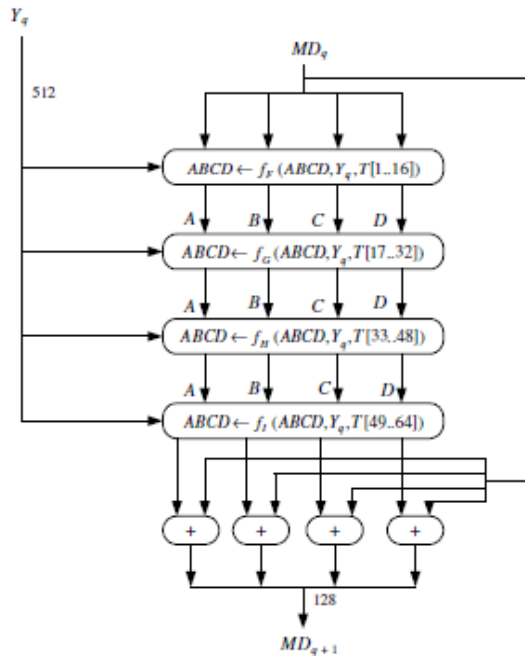 Y_q
MD_q
512
ABCD ← f_F (ABCD,Y_q,T[1..16])
A B C D
ABCD ← f_G (ABCD,Y_q,T[17..32])
A B C D
ABCD ← f_H (ABCD,Y_q,T[33..48])
A B C D
ABCD ← f_I (ABCD,Y_q,T[49..64])
+ + + +
128
MD_{q+1}